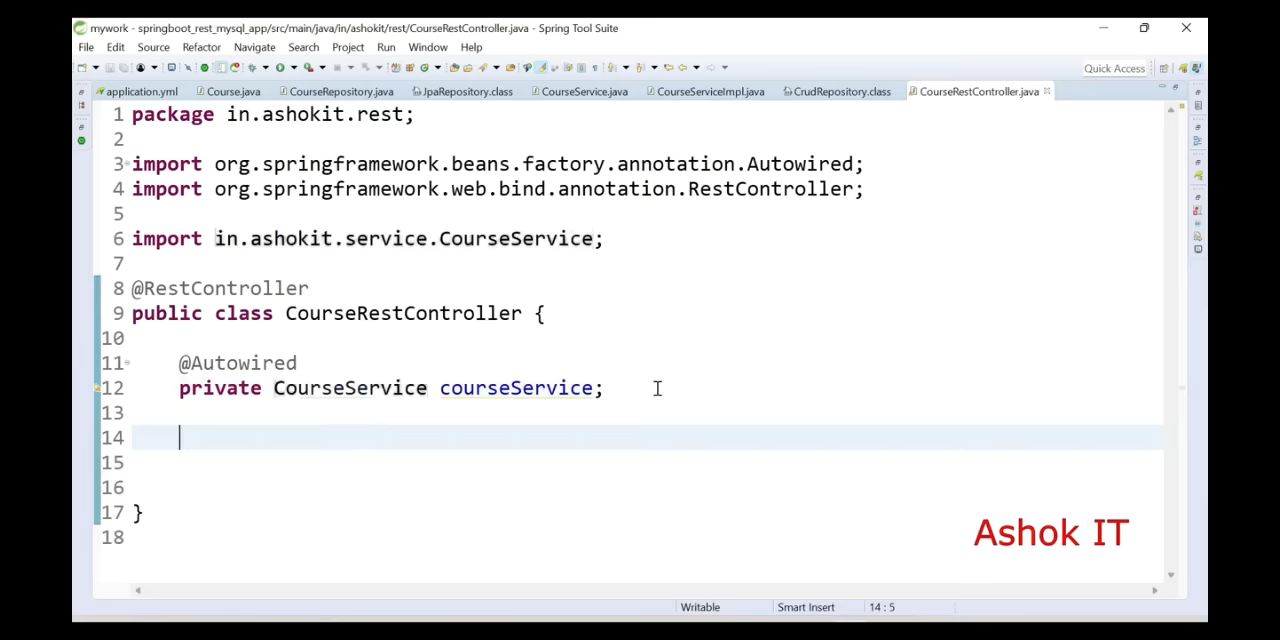 mywork - springboot_rest_mysql_app/src/main/java/in/ashokit/rest/CourseRestController.java - Spring Tool Suite
File Edit Source Refactor Navigate Search Project Run Window Help
Quick Access
application.yml Course.java CourseRepository.java JpaRepository.class CourseService.java CourseServiceImpl.java CrudRepository.class CourseRestController.java
1 package in.ashokit.rest;
2
3 import org.springframework.beans.factory.annotation.Autowired;
4 import org.springframework.web.bind.annotation.RestController;
5
6 import in.ashokit.service.CourseService;
7
8 @RestController
9 public class CourseRestController {
10
11 @Autowired
12 private CourseService courseService;
13
14
15
16
17 }
18
Ashok IT
Writable Smart Insert 14 : 5